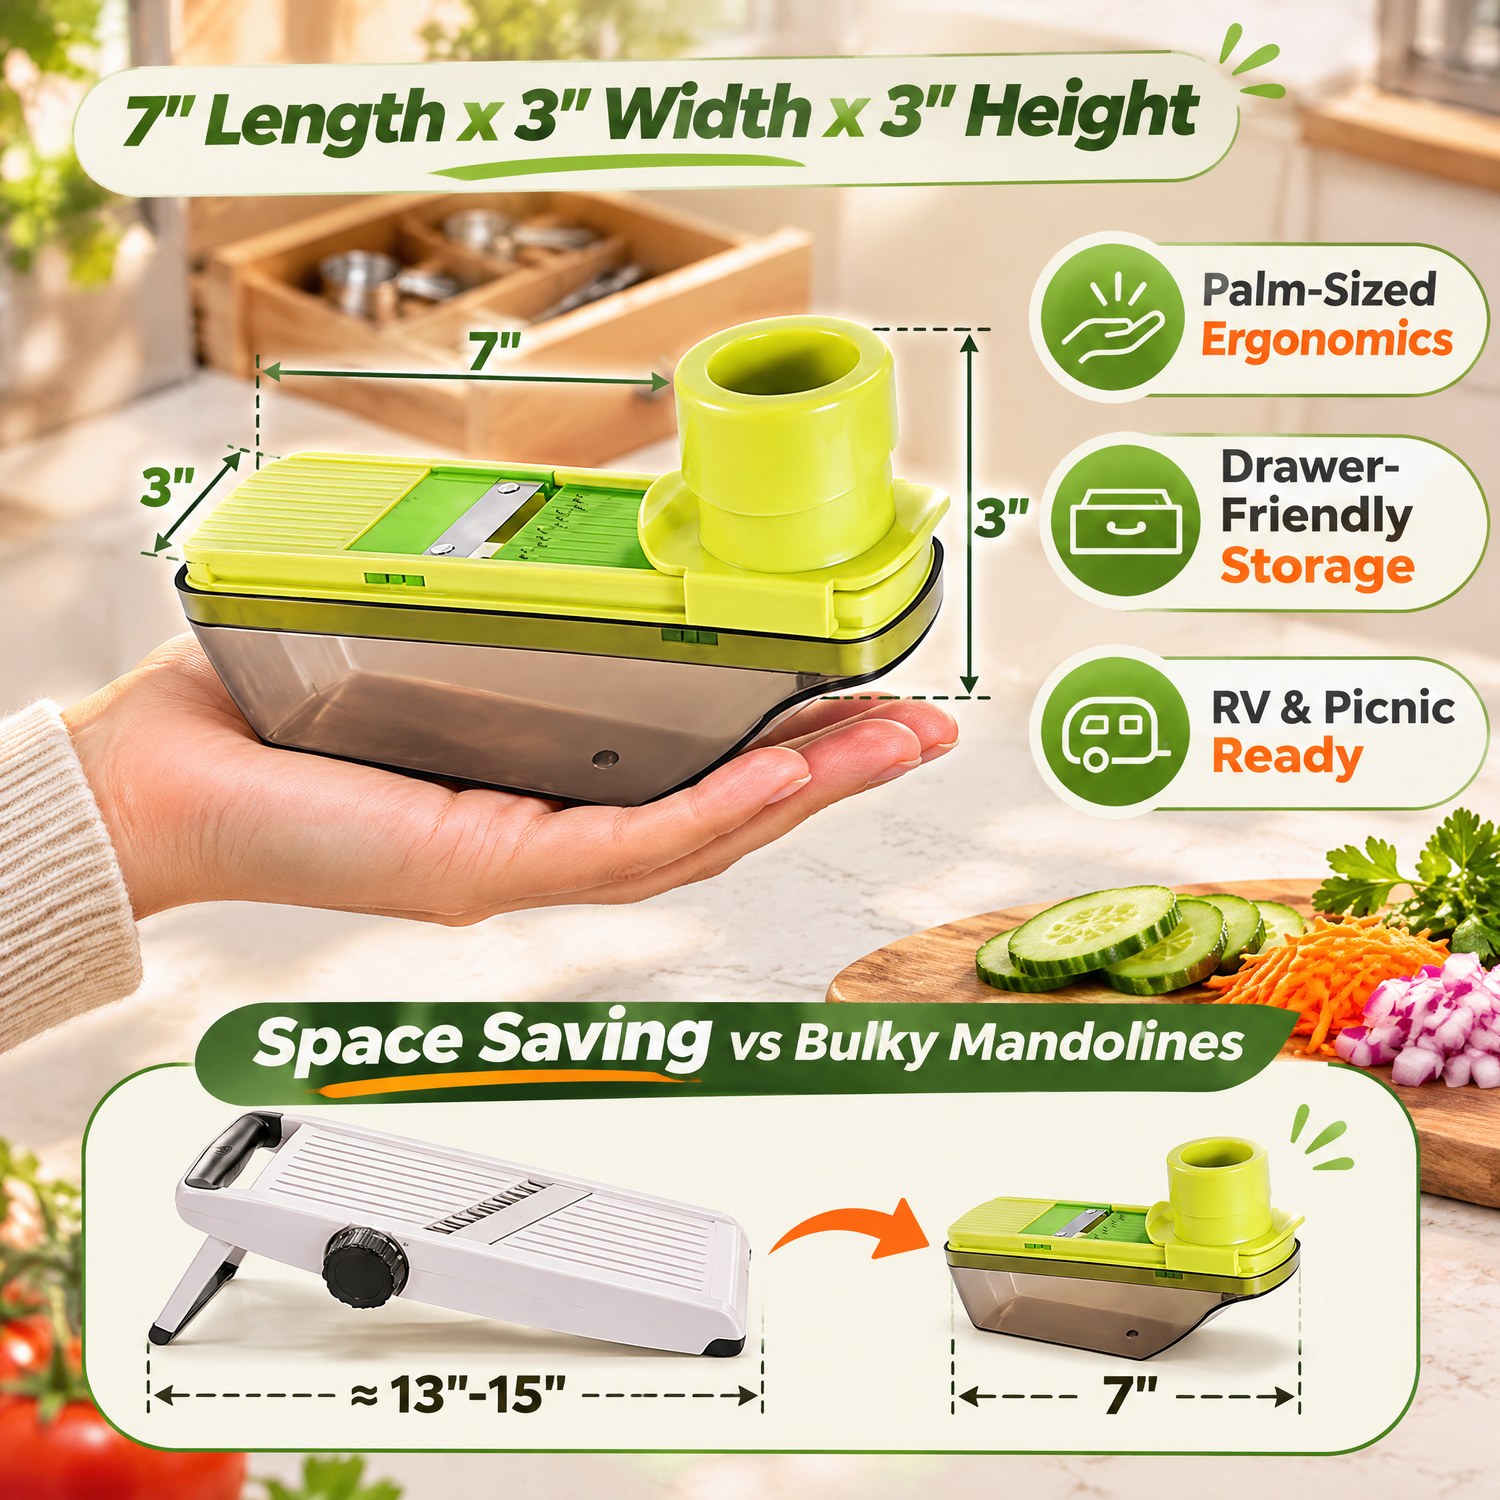 7" Length x 3" Width x 3" Height
7"
3"
3"
Palm-Sized
Ergonomics
Drawer-
Friendly
Storage
RV & Picnic
Ready
Space Saving vs Bulky Mandolines
≈ 13"-15"
7"